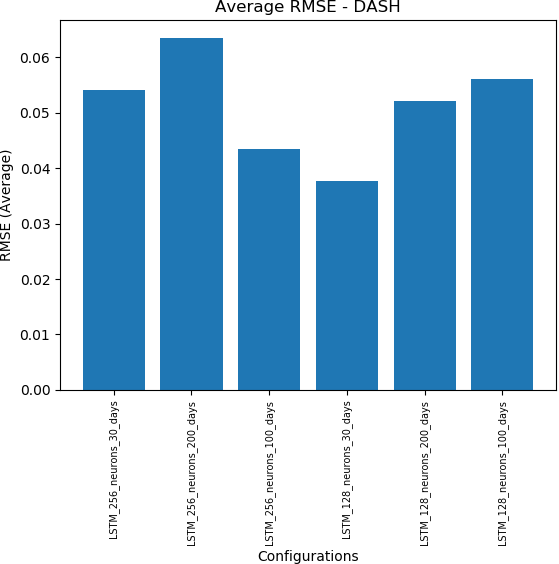 Average RMSE - DASH
RMSE (Average)
0.06
0.05
0.04
0.03
0.02
0.01
0.00
LSTM_256_neurons_30_days
LSTM_256_neurons_200_days
LSTM_256_neurons_100_days
LSTM_128_neurons_30_days
LSTM_128_neurons_200_days
LSTM_128_neurons_100_days
Configurations